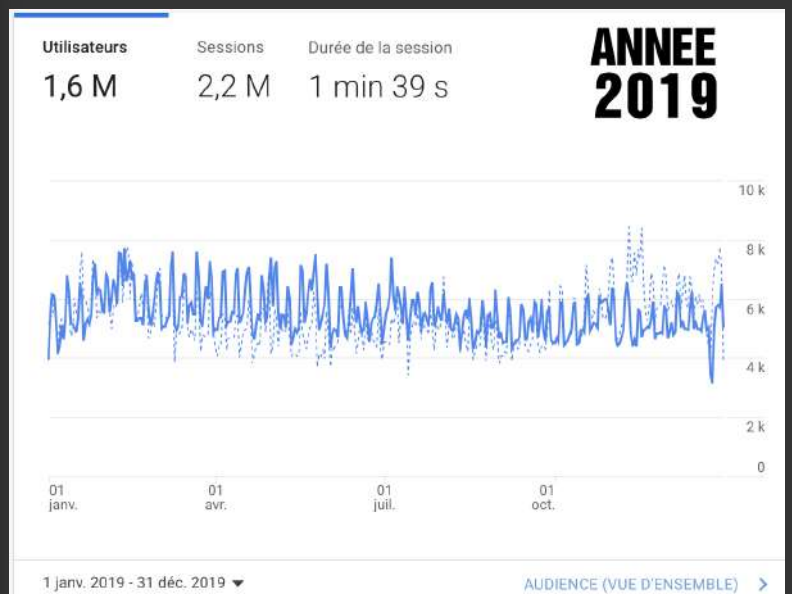 Utilisateurs Sessions Durée de la session
1,6 M 2,2 M 1 min 39 s
ANNEE
2019
10 k
8 k
6 k
4 k
2 k
0
01 01 01 01
janv. avr. juil. oct.
1 janv. 2019 - 31 déc. 2019 AUDIENCE (VUE D'ENSEMBLE)